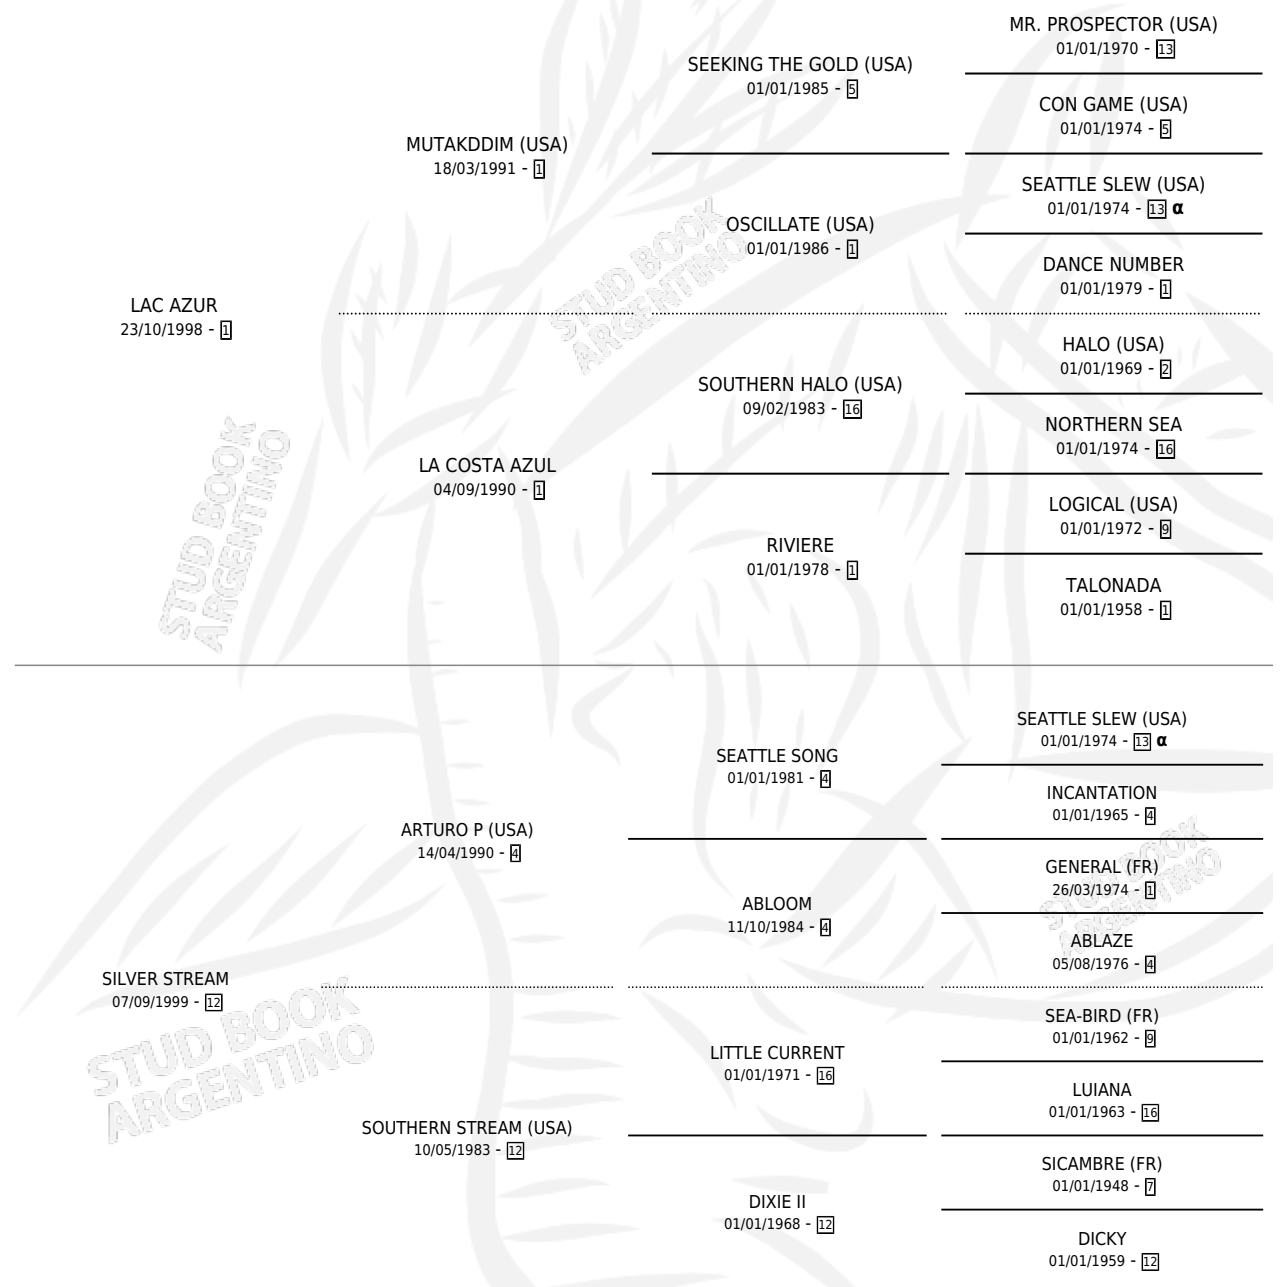 MR. PROSPECTOR (USA)
01/01/1970 - 13
SEEKING THE GOLD (USA)
01/01/1985 - 5
CON GAME (USA)
01/01/1974 - 5
MUTAKDDIM (USA)
18/03/1991 - 1
SEATTLE SLEW (USA)
01/01/1974 - 13 α
OSCILLATE (USA)
01/01/1986 - 1
DANCE NUMBER
01/01/1979 - 1
LAC AZUR
23/10/1998 - 1
HALO (USA)
01/01/1969 - 2
SOUTHERN HALO (USA)
09/02/1983 - 16
NORTHERN SEA
01/01/1974 - 16
LA COSTA AZUL
04/09/1990 - 1
LOGICAL (USA)
01/01/1972 - 9
RIVIERE
01/01/1978 - 1
TALONADA
01/01/1958 - 1
SEATTLE SLEW (USA)
01/01/1974 - 13 α
SEATTLE SONG
01/01/1981 - 4
INCANTATION
01/01/1965 - 4
ARTURO P (USA)
14/04/1990 - 4
GENERAL (FR)
26/03/1974 - 1
ABLOOM
11/10/1984 - 4
ABLAZE
05/08/1976 - 4
SILVER STREAM
07/09/1999 - 12
SEA-BIRD (FR)
01/01/1962 - 9
LITTLE CURRENT
01/01/1971 - 16
LUIANA
01/01/1963 - 16
SOUTHERN STREAM (USA)
10/05/1983 - 12
SICAMBRE (FR)
01/01/1948 - 7
DIXIE II
01/01/1968 - 12
DICKY
01/01/1959 - 12
STUD BOOK
ARGENTINO
STUD BOOK
ARGENTINO
STUD BOOK
ARGENTINO
STUD BOOK
ARGENTINO